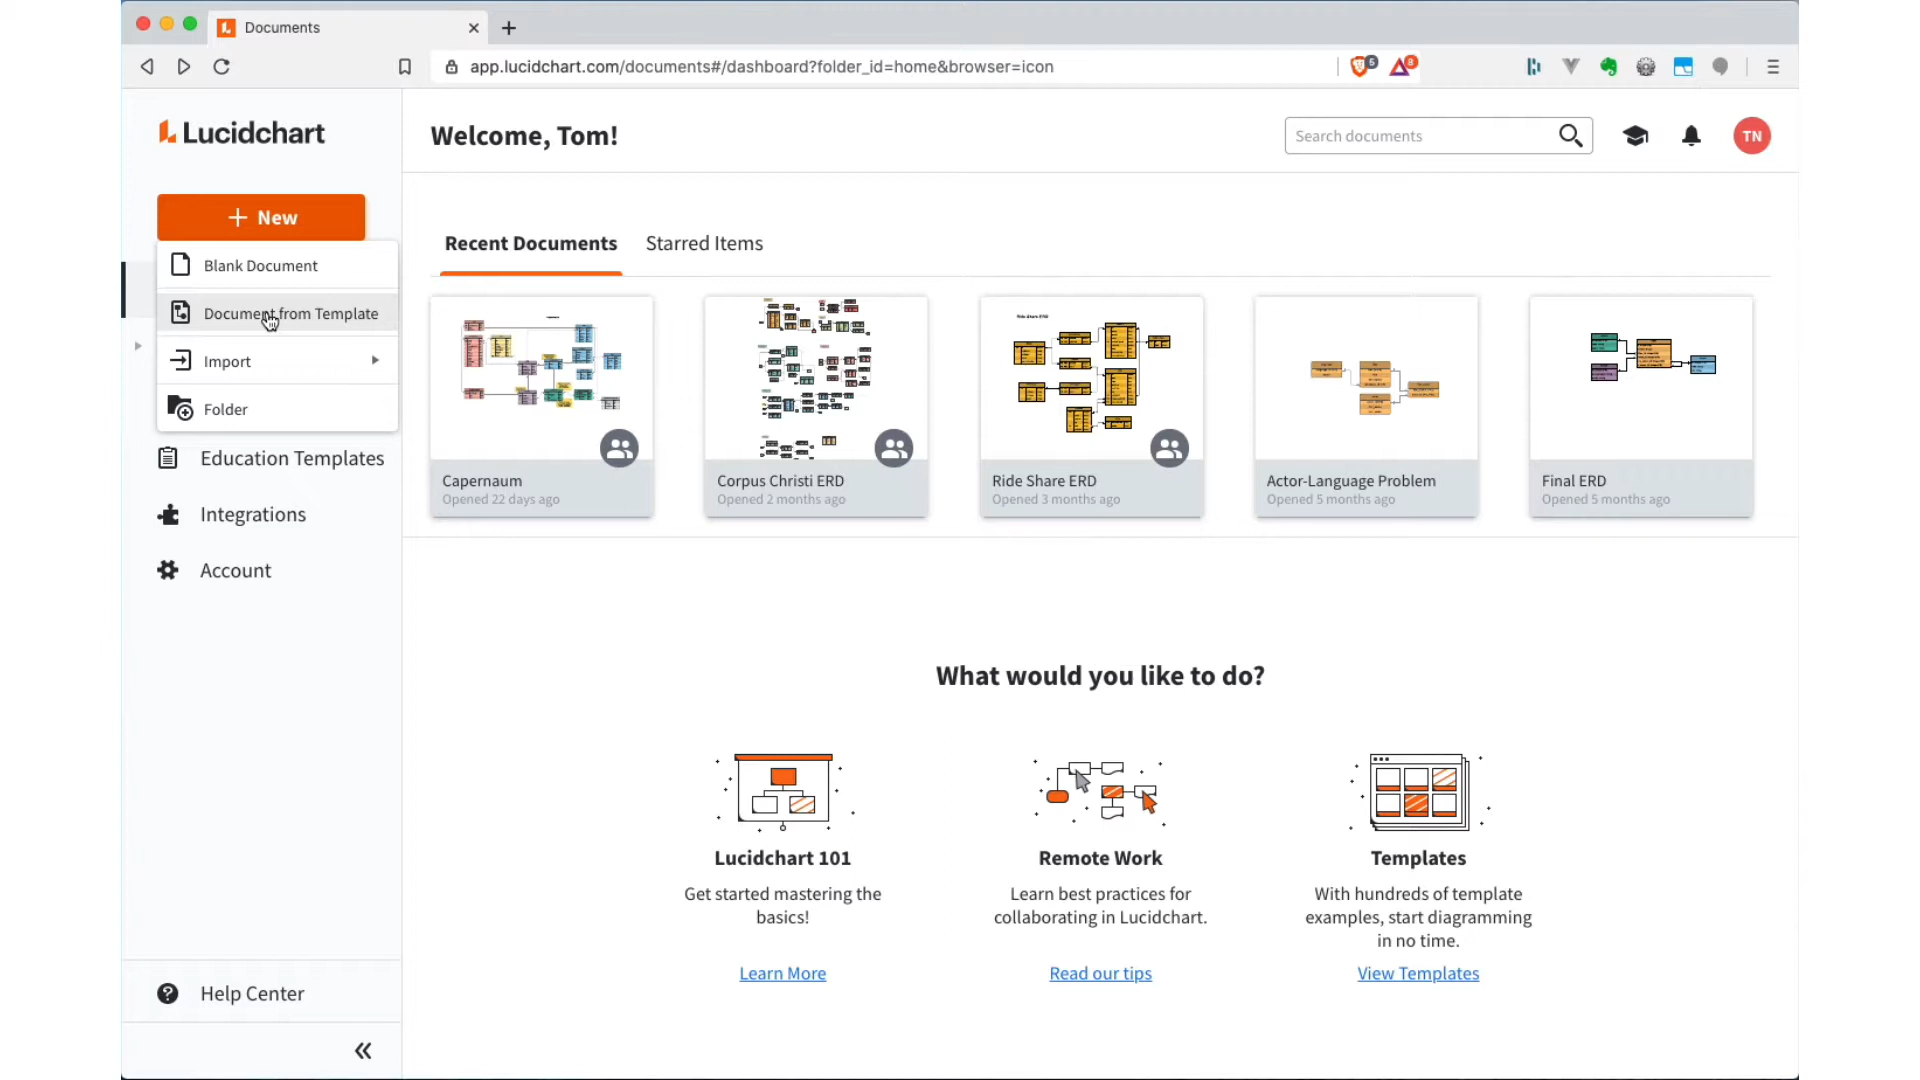 Documents
app.lucidchart.com/documents#/dashboard?folder_id=home&browser=icon
5
8
Lucidchart
Welcome, Tom!
Search documents
TN
New
Blank Document
Document from Template
Import
Folder
Education Templates
Integrations
Account
Help Center
Recent Documents
Starred Items
Ride Share ERD
Capernaum
Opened 22 days ago
Corpus Christi ERD
Opened 2 months ago
Ride Share ERD
Opened 3 months ago
Actor-Language Problem
Opened 5 months ago
Final ERD
Opened 5 months ago
What would you like to do?
Lucidchart 101
Get started mastering the
basics!
Learn More
Remote Work
Learn best practices for
collaborating in Lucidchart.
Read our tips
Templates
With hundreds of template
examples, start diagramming
in no time.
View Templates